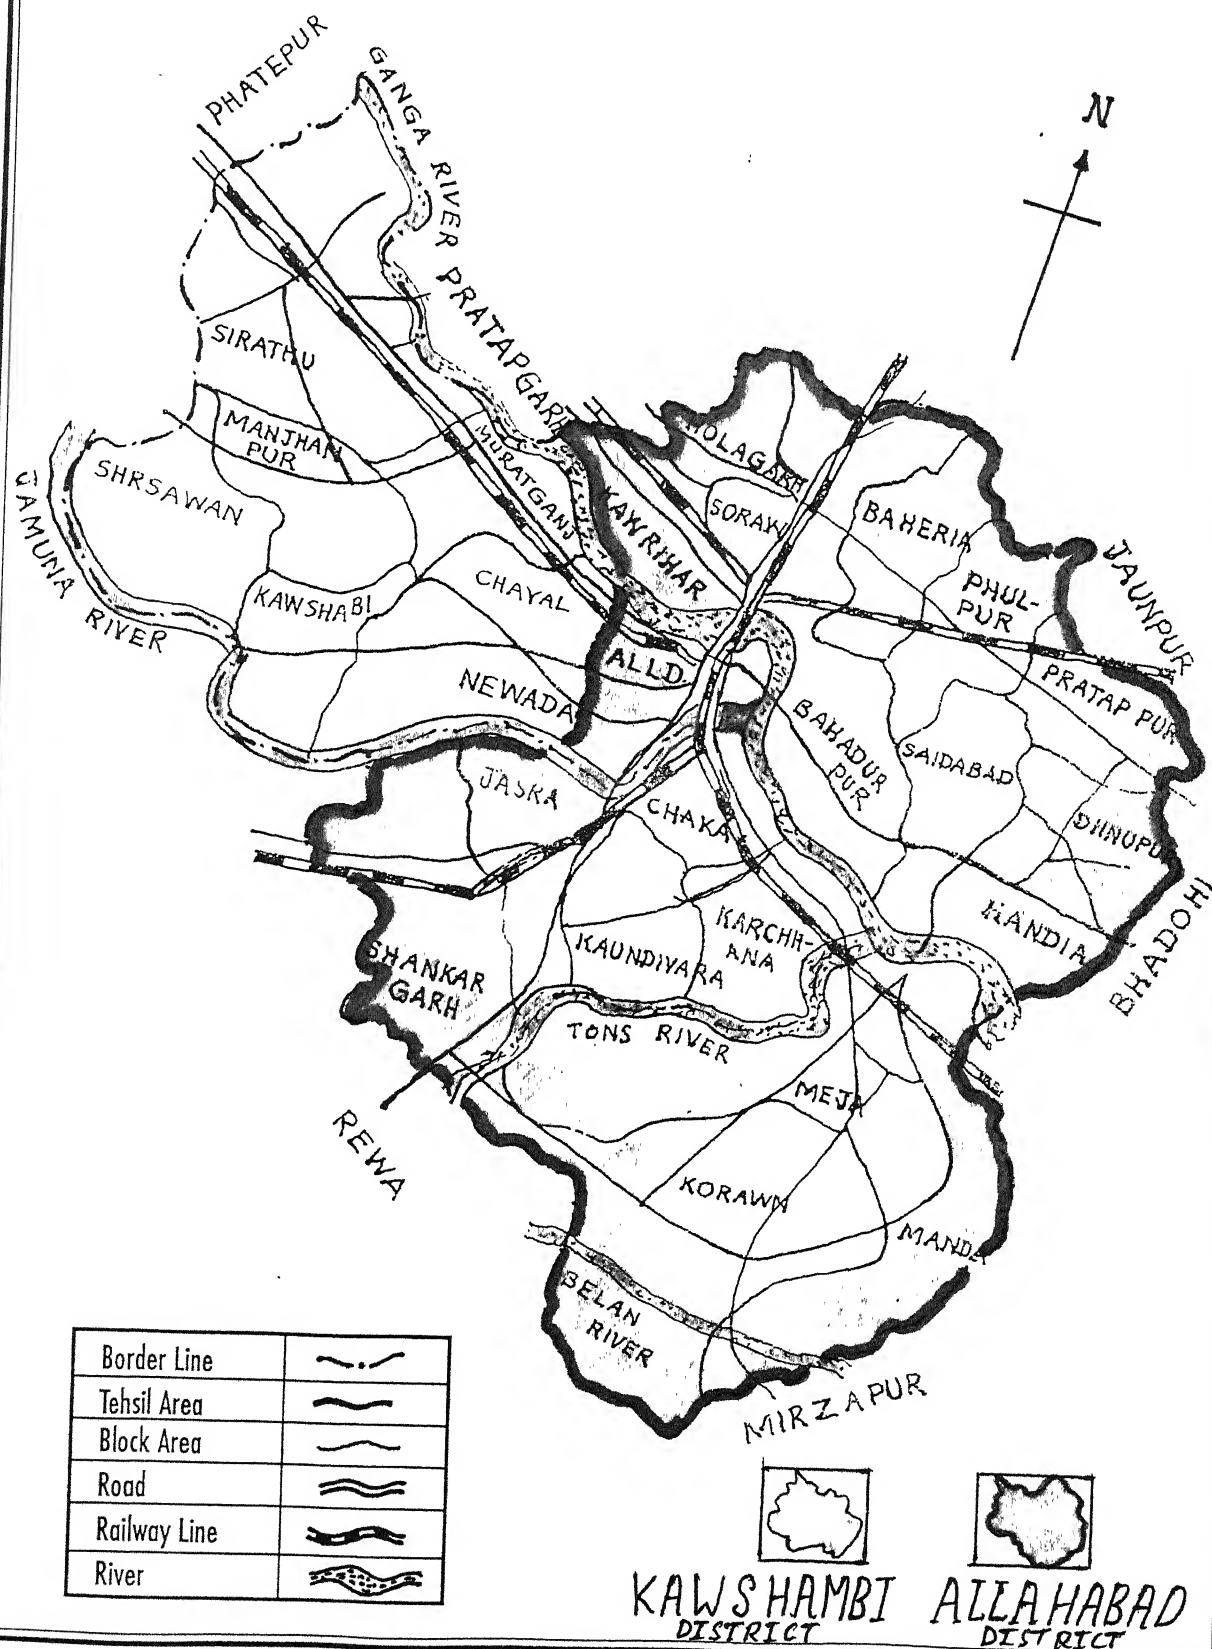 PHATEPUR
GANGA RIVER
PRATAPGARH
N
SIRATHU
MANJHAN
PUR
MURATGANJ
SHRSAWAN
JAMUNA RIVER
KAWSHABI
CHAYAL
NEWADA
KAWRIHAR
HOLAGARH
SORAW
BAHERIA
PHUL-
PUR
JAUNPUR
PRATAP PUR
ALLD.
BAHADUR
PUR
SAIDABAD
JASRA
CHAKA
DHNUPUR
HANDIA
BHADOHI
KARCHH-
ANA
KAUNDIYARA
SHANKAR
GARH
TONS RIVER
MEJA
REWA
KORAWN
MANDA
BELAN
RIVER
MIRZAPUR
Border Line
Tehsil Area
Block Area
Road
Railway Line
River
KAWSHAMBI
DISTRICT
ALLAHABAD
DISTRICT